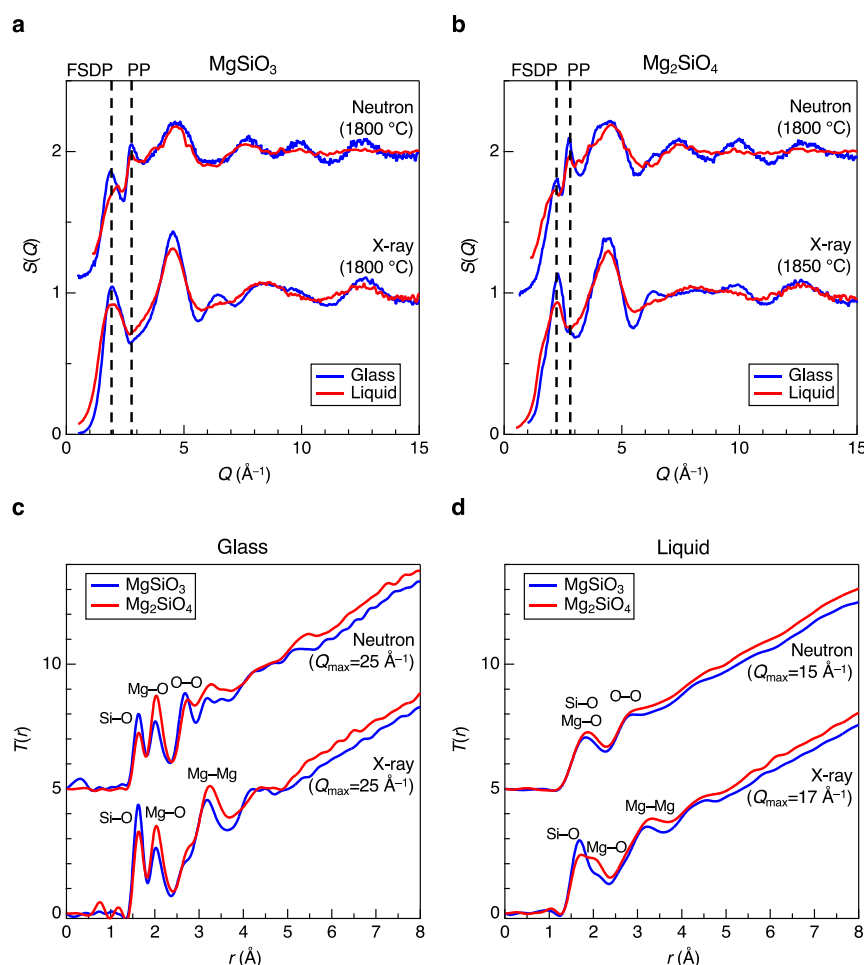 a
MgSiO3
FSDP PP
Neutron
(1800 °C)
X-ray
(1800 °C)
S(Q)
2
1
0
Glass
Liquid
0 5 10 15
Q (Å–1)
b
Mg2SiO4
FSDP PP
Neutron
(1800 °C)
X-ray
(1850 °C)
S(Q)
2
1
0
Glass
Liquid
0 5 10 15
Q (Å–1)
c
Glass
MgSiO3
Mg2SiO4
Neutron
(Qmax=25 Å–1)
Si–O
Mg–O
O–O
X-ray
(Qmax=25 Å–1)
Si–O
Mg–O
Mg–Mg
T(r)
10
5
0
0 1 2 3 4 5 6 7 8
r (Å)
d
Liquid
MgSiO3
Mg2SiO4
Neutron
(Qmax=15 Å–1)
Si–O
Mg–O
O–O
X-ray
(Qmax=17 Å–1)
Si–O
Mg–O
Mg–Mg
T(r)
10
5
0
0 1 2 3 4 5 6 7 8
r (Å)